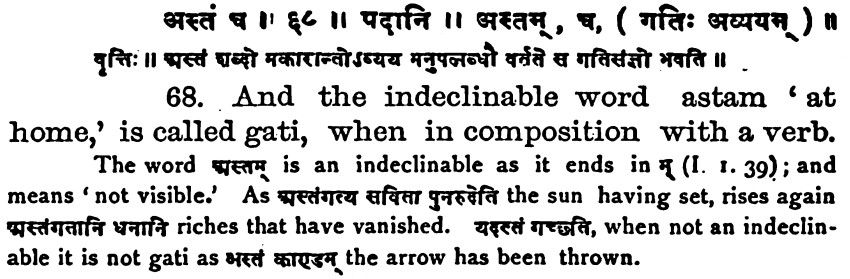 अस्तं च ॥ ६८ ॥ पदानि ॥ अस्तम्, च, ( गतिः अव्ययम् ) ॥
वृत्तिः ॥ अस्तं शब्दो मकारान्तोऽव्यय मनुपलब्धौ वर्त्तते स गतिसंज्ञो भवति ॥
68. And the indeclinable word astam ‘at
home,’ is called gati, when in composition with a verb.
The word अस्तम् is an indeclinable as it ends in म् (I. 1. 39); and
means ‘not visible.’ As अस्तंगत्य सविता पुनरुदेति the sun having set, rises again
अस्तंगतानि धनानि riches that have vanished. यदस्तं गच्छति, when not an indeclin-
able it is not gati as अस्तं काण्डम् the arrow has been thrown.